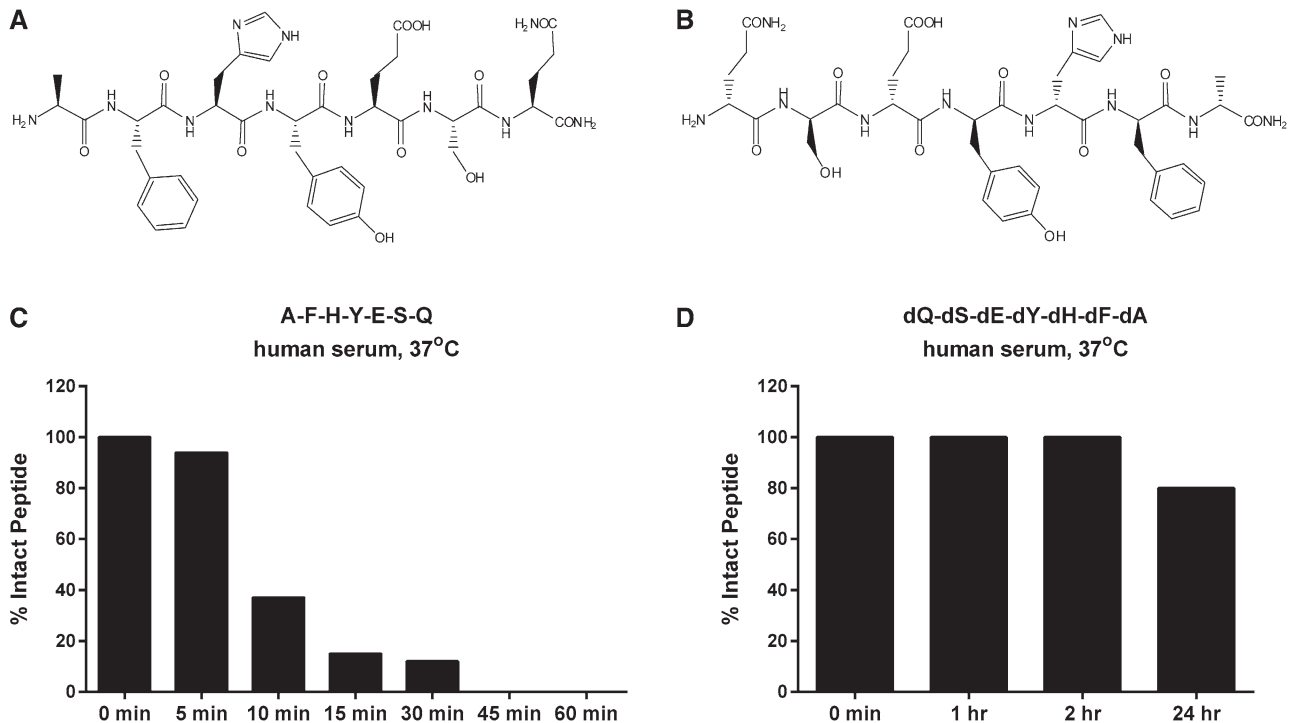 A
N
NH
COOH
H2NOC
O
H
N
O
H
N
O
H
N
H2N
N
H
N
H
N
H
CONH2
O
O
O
OH
OH
B
CONH2
COOH
N
NH
H
N
O
H
N
O
H
N
O
H2N
N
H
N
H
N
H
CONH2
O
O
O
OH
OH
C
A-F-H-Y-E-S-Q
human serum, 37°C
% Intact Peptide
120
100
80
60
40
20
0
0 min 5 min 10 min 15 min 30 min 45 min 60 min
D
dQ-dS-dE-dY-dH-dF-dA
human serum, 37°C
% Intact Peptide
120
100
80
60
40
20
0
0 min 1 hr 2 hr 24 hr